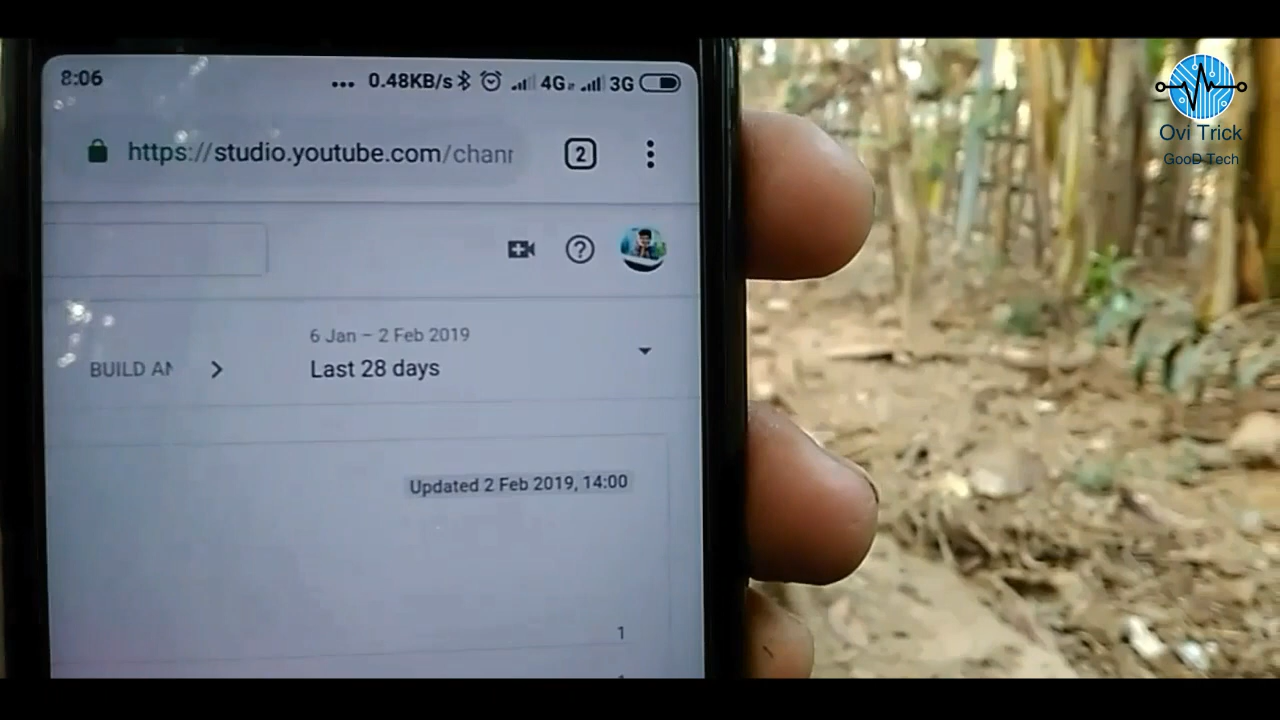 8:06
... 0.48KB/s 4G 3G
https://studio.youtube.com/chanr
2
Ovi Trick
GooD Tech
6 Jan – 2 Feb 2019
BUILD AN
Last 28 days
Updated 2 Feb 2019, 14:00
1